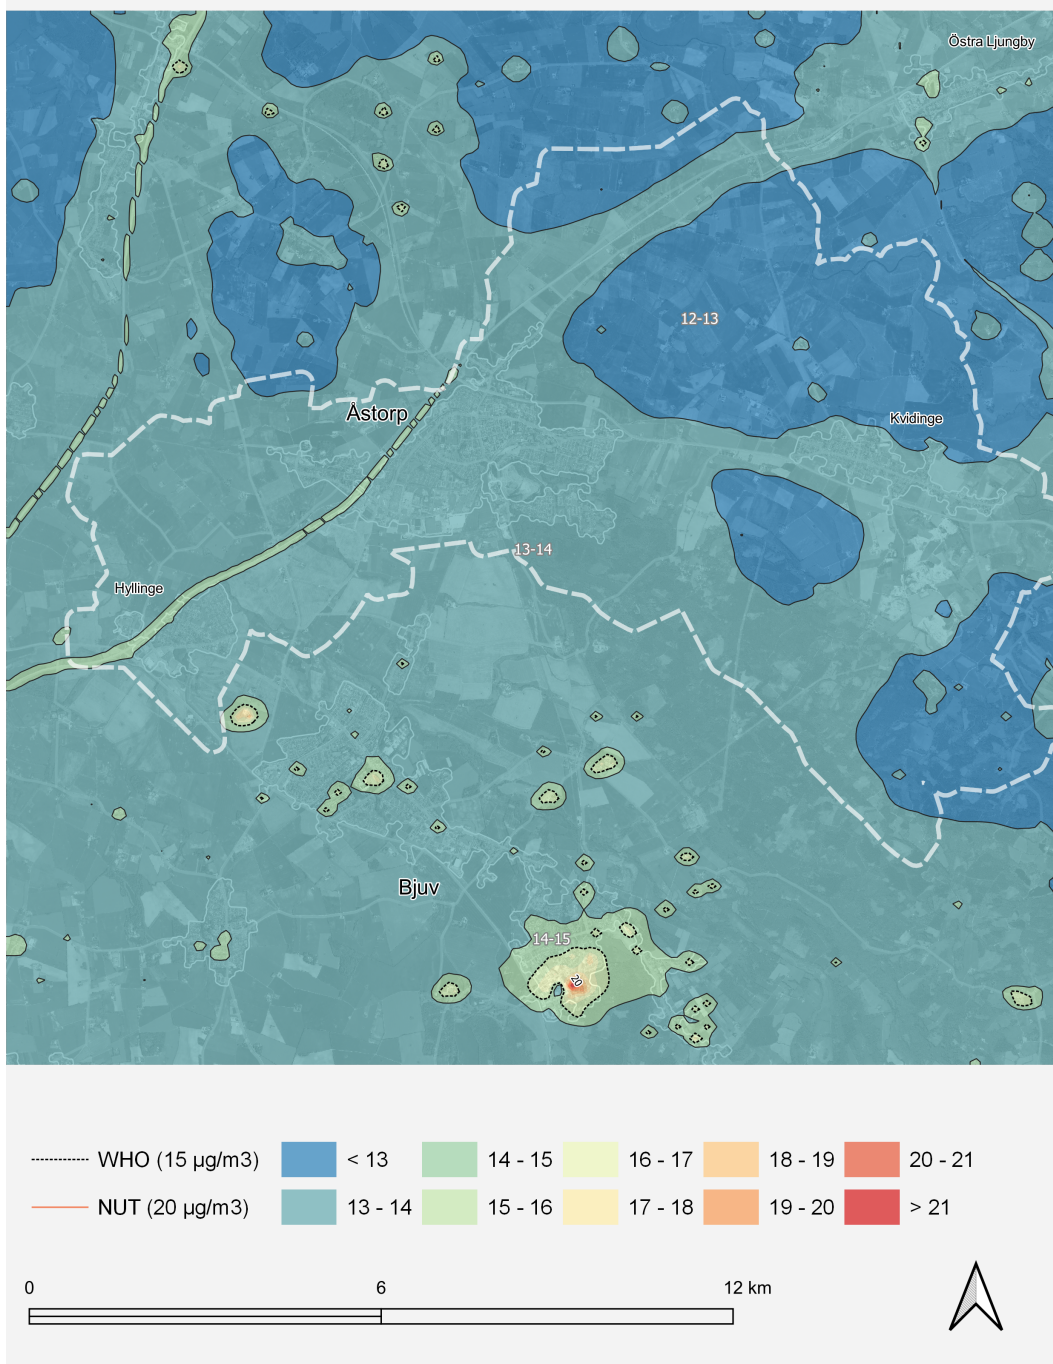 Östra Ljungby
12-13
Åstorp
Kvidinge
13-14
Hyllinge
Bjuv
14-15
20
WHO (15 µg/m3)
< 13
14 - 15
16 - 17
18 - 19
20 - 21
NUT (20 µg/m3)
13 - 14
15 - 16
17 - 18
19 - 20
> 21
0
6
12 km